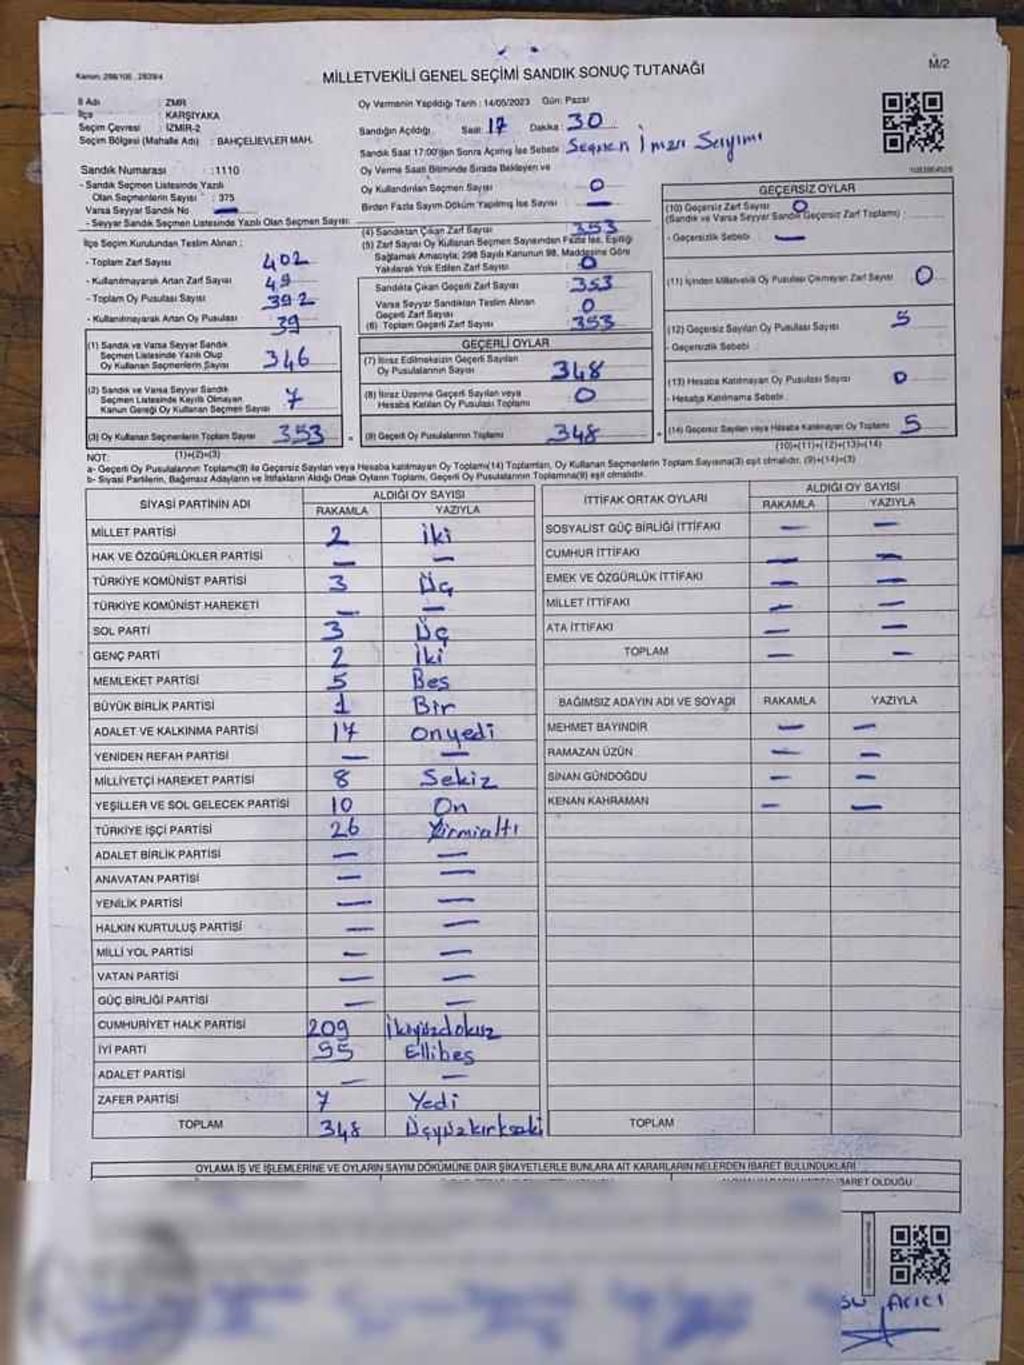 Kanun: 298/105, 2839/4
MİLLETVEKİLİ GENEL SEÇİMİ SANDIK SONUÇ TUTANAĞI
M/2
İl Adı : ZMR
İlçe : KARŞIYAKA
Seçim Çevresi : İZMİR-2
Seçim Bölgesi (Mahalle Adı) : BAHÇELİEVLER MAH.
Oy Vermenin Yapıldığı Tarih : 14/05/2023 Gün: Pazar
Sandığın Açıldığı Saat : 17 Dakika : 30
Sandık Saat 17:00'dan Sonra Açılmış İse Sebebi : Seçmen İmza Sayımı
Sandık Numarası : 1110
- Sandık Seçmen Listesinde Yazılı
Olan Seçmenlerin Sayısı : 375
Varsa Seyyar Sandık No —
- Seyyar Sandık Seçmen Listesinde Yazılı Olan Seçmen Sayısı:
Oy Verme Saati Bitiminde Sırada Bekleyen ve
Oy Kullandırılan Seçmen Sayısı 0
Birden Fazla Sayım Döküm Yapılmış İse Sayısı —
İlçe Seçim Kurulundan Teslim Alınan :
- Toplam Zarf Sayısı 402
- Kullanılmayarak Artan Zarf Sayısı 49
- Toplam Oy Pusulası Sayısı 392
- Kullanılmayarak Artan Oy Pusulası 39
(1) Sandık ve Varsa Seyyar Sandık
Seçmen Listesinde Yazılı Olup
Oy Kullanan Seçmenlerin Sayısı 346
(2) Sandık ve Varsa Seyyar Sandık
Seçmen Listesinde Kayıtlı Olmayan
Kanun Gereği Oy Kullanan Seçmen Sayısı 7
(3) Oy Kullanan Seçmenlerin Toplam Sayısı 353
(1)+(2)=(3)
(4) Sandıktan Çıkan Zarf Sayısı 353
(5) Zarf Sayısı Oy Kullanan Seçmen Sayısından Fazla İse, Eşitliği
Sağlamak Amacıyla; 298 Sayılı Kanunun 98. Maddesine Göre
Yakılarak Yok Edilen Zarf Sayısı 0
Sandıkta Çıkan Geçerli Zarf Sayısı 353
Varsa Seyyar Sandıktan Teslim Alınan
Geçerli Zarf Sayısı 0
(6) Toplam Geçerli Zarf Sayısı 353
GEÇERLİ OYLAR
(7) İtiraz Edilmeksizin Geçerli Sayılan
Oy Pusulalarının Sayısı 348
(8) İtiraz Üzerine Geçerli Sayılan veya
Hesaba Katılan Oy Pusulası Toplamı 0
(9) Geçerli Oy Pusulalarının Toplamı 348
GEÇERSİZ OYLAR
(10) Geçersiz Zarf Sayısı 0
(Sandık ve Varsa Seyyar Sandık Geçersiz Zarf Toplamı) :
- Geçersizlik Sebebi : —
(11) İçinden Milletvekili Oy Pusulası Çıkmayan Zarf Sayısı 0
(12) Geçersiz Sayılan Oy Pusulası Sayısı 5
- Geçersizlik Sebebi :
(13) Hesaba Katılmayan Oy Pusulası Sayısı 0
- Hesaba Katılmama Sebebi :
(14) Geçersiz Sayılan veya Hesaba Katılmayan Oy Toplamı 5
(10)+(11)+(12)+(13)=(14)
NOT:
a- Geçerli Oy Pusulalarının Toplamı(9) ile Geçersiz Sayılan veya Hesaba katılmayan Oy Toplamı(14) Toplamları, Oy Kullanan Seçmenlerin Toplam Sayısına(3) eşit olmalıdır. (9)+(14)=(3)
b- Siyasi Partilerin, Bağımsız Adayların ve İttifakların Aldığı Ortak Oyların Toplamı, Geçerli Oy Pusulalarının Toplamına(9) eşit olmalıdır.
SİYASİ PARTİNİN ADI ALDIĞI OY SAYISI
RAKAMLA YAZIYLA
MİLLET PARTİSİ 2 İki
HAK VE ÖZGÜRLÜKLER PARTİSİ — —
TÜRKİYE KOMÜNİST PARTİSİ 3 Üç
TÜRKİYE KOMÜNİST HAREKETİ — —
SOL PARTİ 3 Üç
GENÇ PARTİ 2 İki
MEMLEKET PARTİSİ 5 Beş
BÜYÜK BİRLİK PARTİSİ 1 Bir
ADALET VE KALKINMA PARTİSİ 17 Onyedi
YENİDEN REFAH PARTİSİ — —
MİLLİYETÇİ HAREKET PARTİSİ 8 Sekiz
YEŞİLLER VE SOL GELECEK PARTİSİ 10 On
TÜRKİYE İŞÇİ PARTİSİ 26 Yirmialtı
ADALET BİRLİK PARTİSİ — —
ANAVATAN PARTİSİ — —
YENİLİK PARTİSİ — —
HALKIN KURTULUŞ PARTİSİ — —
MİLLİ YOL PARTİSİ — —
VATAN PARTİSİ — —
GÜÇ BİRLİĞİ PARTİSİ — —
CUMHURİYET HALK PARTİSİ 209 İkiyüzdokuz
İYİ PARTİ 55 Ellibeş
ADALET PARTİSİ — —
ZAFER PARTİSİ 7 Yedi
TOPLAM 348 Üçyüzkırksekiz
İTTİFAK ORTAK OYLARI ALDIĞI OY SAYISI
RAKAMLA YAZIYLA
SOSYALİST GÜÇ BİRLİĞİ İTTİFAKI — —
CUMHUR İTTİFAKI — —
EMEK VE ÖZGÜRLÜK İTTİFAKI — —
MİLLET İTTİFAKI — —
ATA İTTİFAKI — —
TOPLAM — —
BAĞIMSIZ ADAYIN ADI VE SOYADI RAKAMLA YAZIYLA
MEHMET BAYINDIR — —
RAMAZAN ÜZÜN — —
SİNAN GÜNDOĞDU — —
KENAN KAHRAMAN — —
TOPLAM
OYLAMA İŞ VE İŞLEMLERİNE VE OYLARIN SAYIM DÖKÜMÜNE DAİR ŞİKAYETLERLE BUNLARA AİT KARARLARIN NELERDEN İBARET BULUNDUKLARI
İBARET OLDUĞU
ACICI